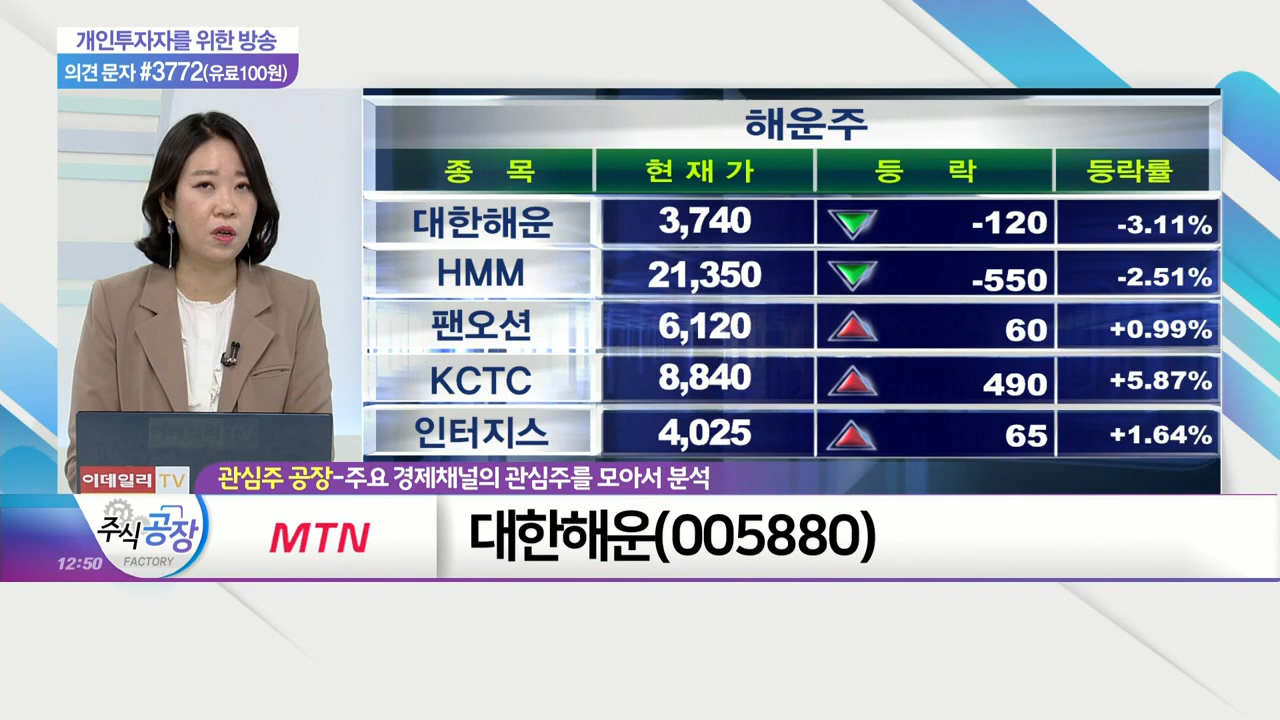 개인투자자를 위한 방송
의견 문자 #3772(유료100원)
해운주
종 목 현 재 가 등 락 등락률
대한해운 3,740 -120 -3.11%
HMM 21,350 -550 -2.51%
팬오션 6,120 60 +0.99%
KCTC 8,840 490 +5.87%
인터지스 4,025 65 +1.64%
이데일리 TV
관심주 공장-주요 경제채널의 관심주를 모아서 분석
주식공장
FACTORY
12:50
MTN
대한해운(005880)